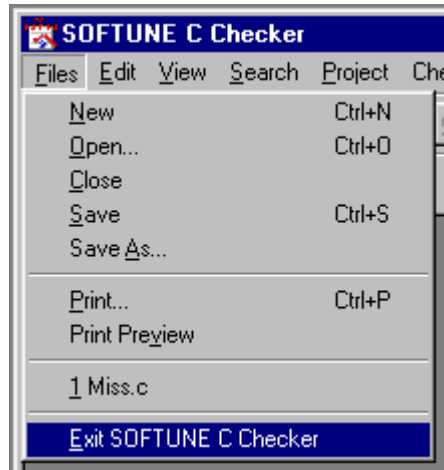 SOFTUNE C Checker
Files Edit View Search Project Che
New Ctrl+N
Open... Ctrl+O
Close
Save Ctrl+S
Save As...
Print... Ctrl+P
Print Preview
1 Miss.c
Exit SOFTUNE C Checker